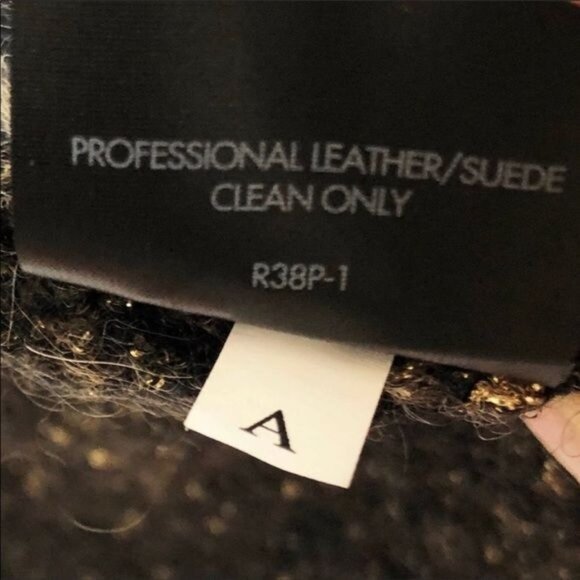 PROFESSIONAL LEATHER/SUEDE
CLEAN ONLY
R38P-1
A